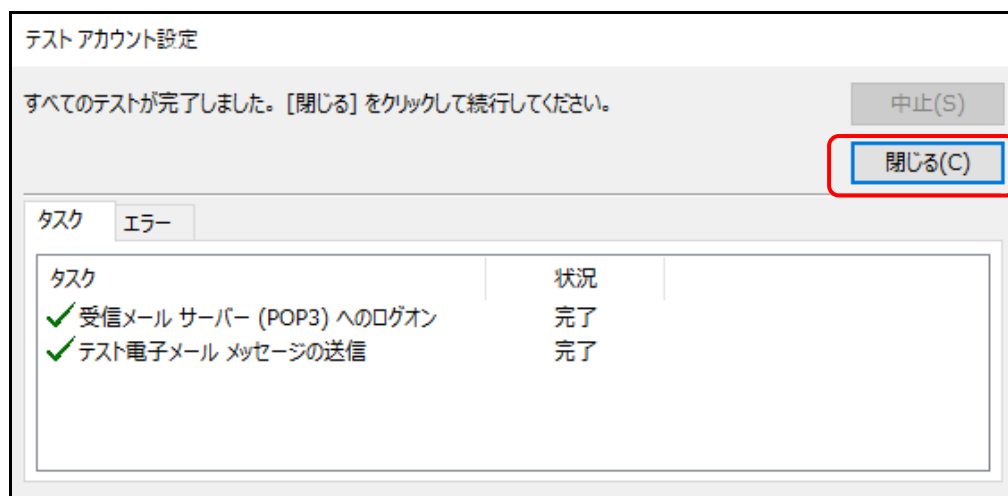 テスト アカウント設定
すべてのテストが完了しました。[閉じる] をクリックして続行してください。
中止(S)
閉じる(C)
タスク
エラー
タスク 状況
受信メール サーバー (POP3) へのログオン 完了
テスト電子メール メッセージの送信 完了